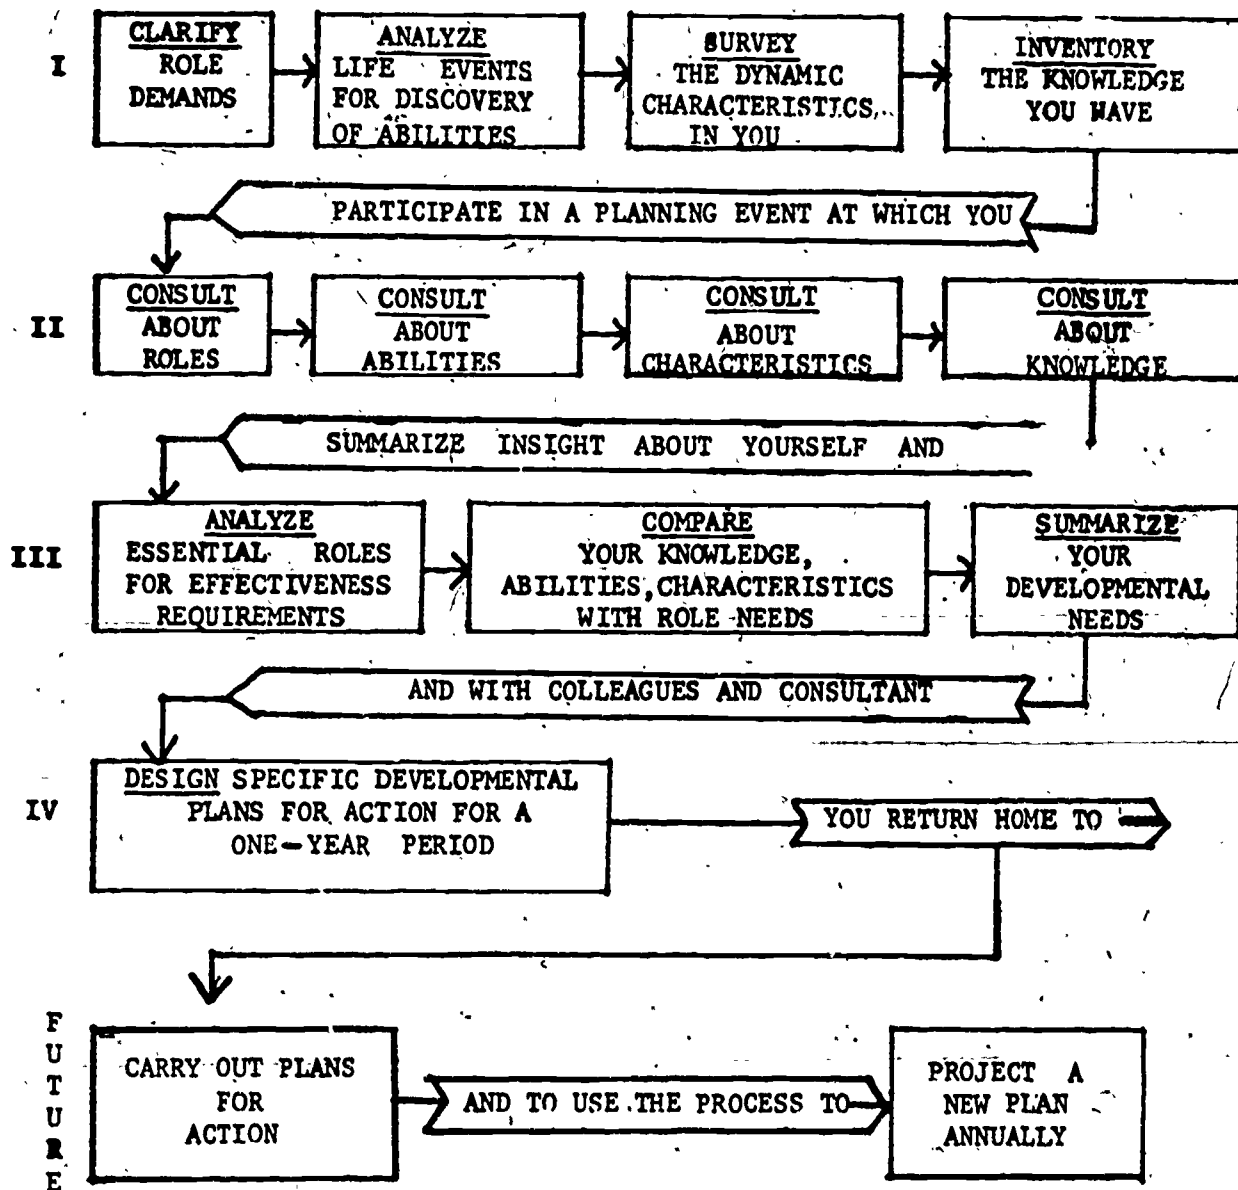 I
CLARIFY
ROLE
DEMANDS
ANALYZE
LIFE EVENTS
FOR DISCOVERY
OF ABILITIES
SURVEY
THE DYNAMIC
CHARACTERISTICS
IN YOU
INVENTORY
THE KNOWLEDGE
YOU HAVE
PARTICIPATE IN A PLANNING EVENT AT WHICH YOU
II
CONSULT
ABOUT
ROLES
CONSULT
ABOUT
ABILITIES
CONSULT
ABOUT
CHARACTERISTICS
CONSULT
ABOUT
KNOWLEDGE
SUMMARIZE INSIGHT ABOUT YOURSELF AND
III
ANALYZE
ESSENTIAL ROLES
FOR EFFECTIVENESS
REQUIREMENTS
COMPARE
YOUR KNOWLEDGE,
ABILITIES, CHARACTERISTICS
WITH ROLE NEEDS
SUMMARIZE
YOUR
DEVELOPMENTAL
NEEDS
AND WITH COLLEAGUES AND CONSULTANT
IV
DESIGN SPECIFIC DEVELOPMENTAL
PLANS FOR ACTION FOR A
ONE-YEAR PERIOD
YOU RETURN HOME TO
FUTURE
CARRY OUT PLANS
FOR
ACTION
AND TO USE THE PROCESS TO
PROJECT A
NEW PLAN
ANNUALLY